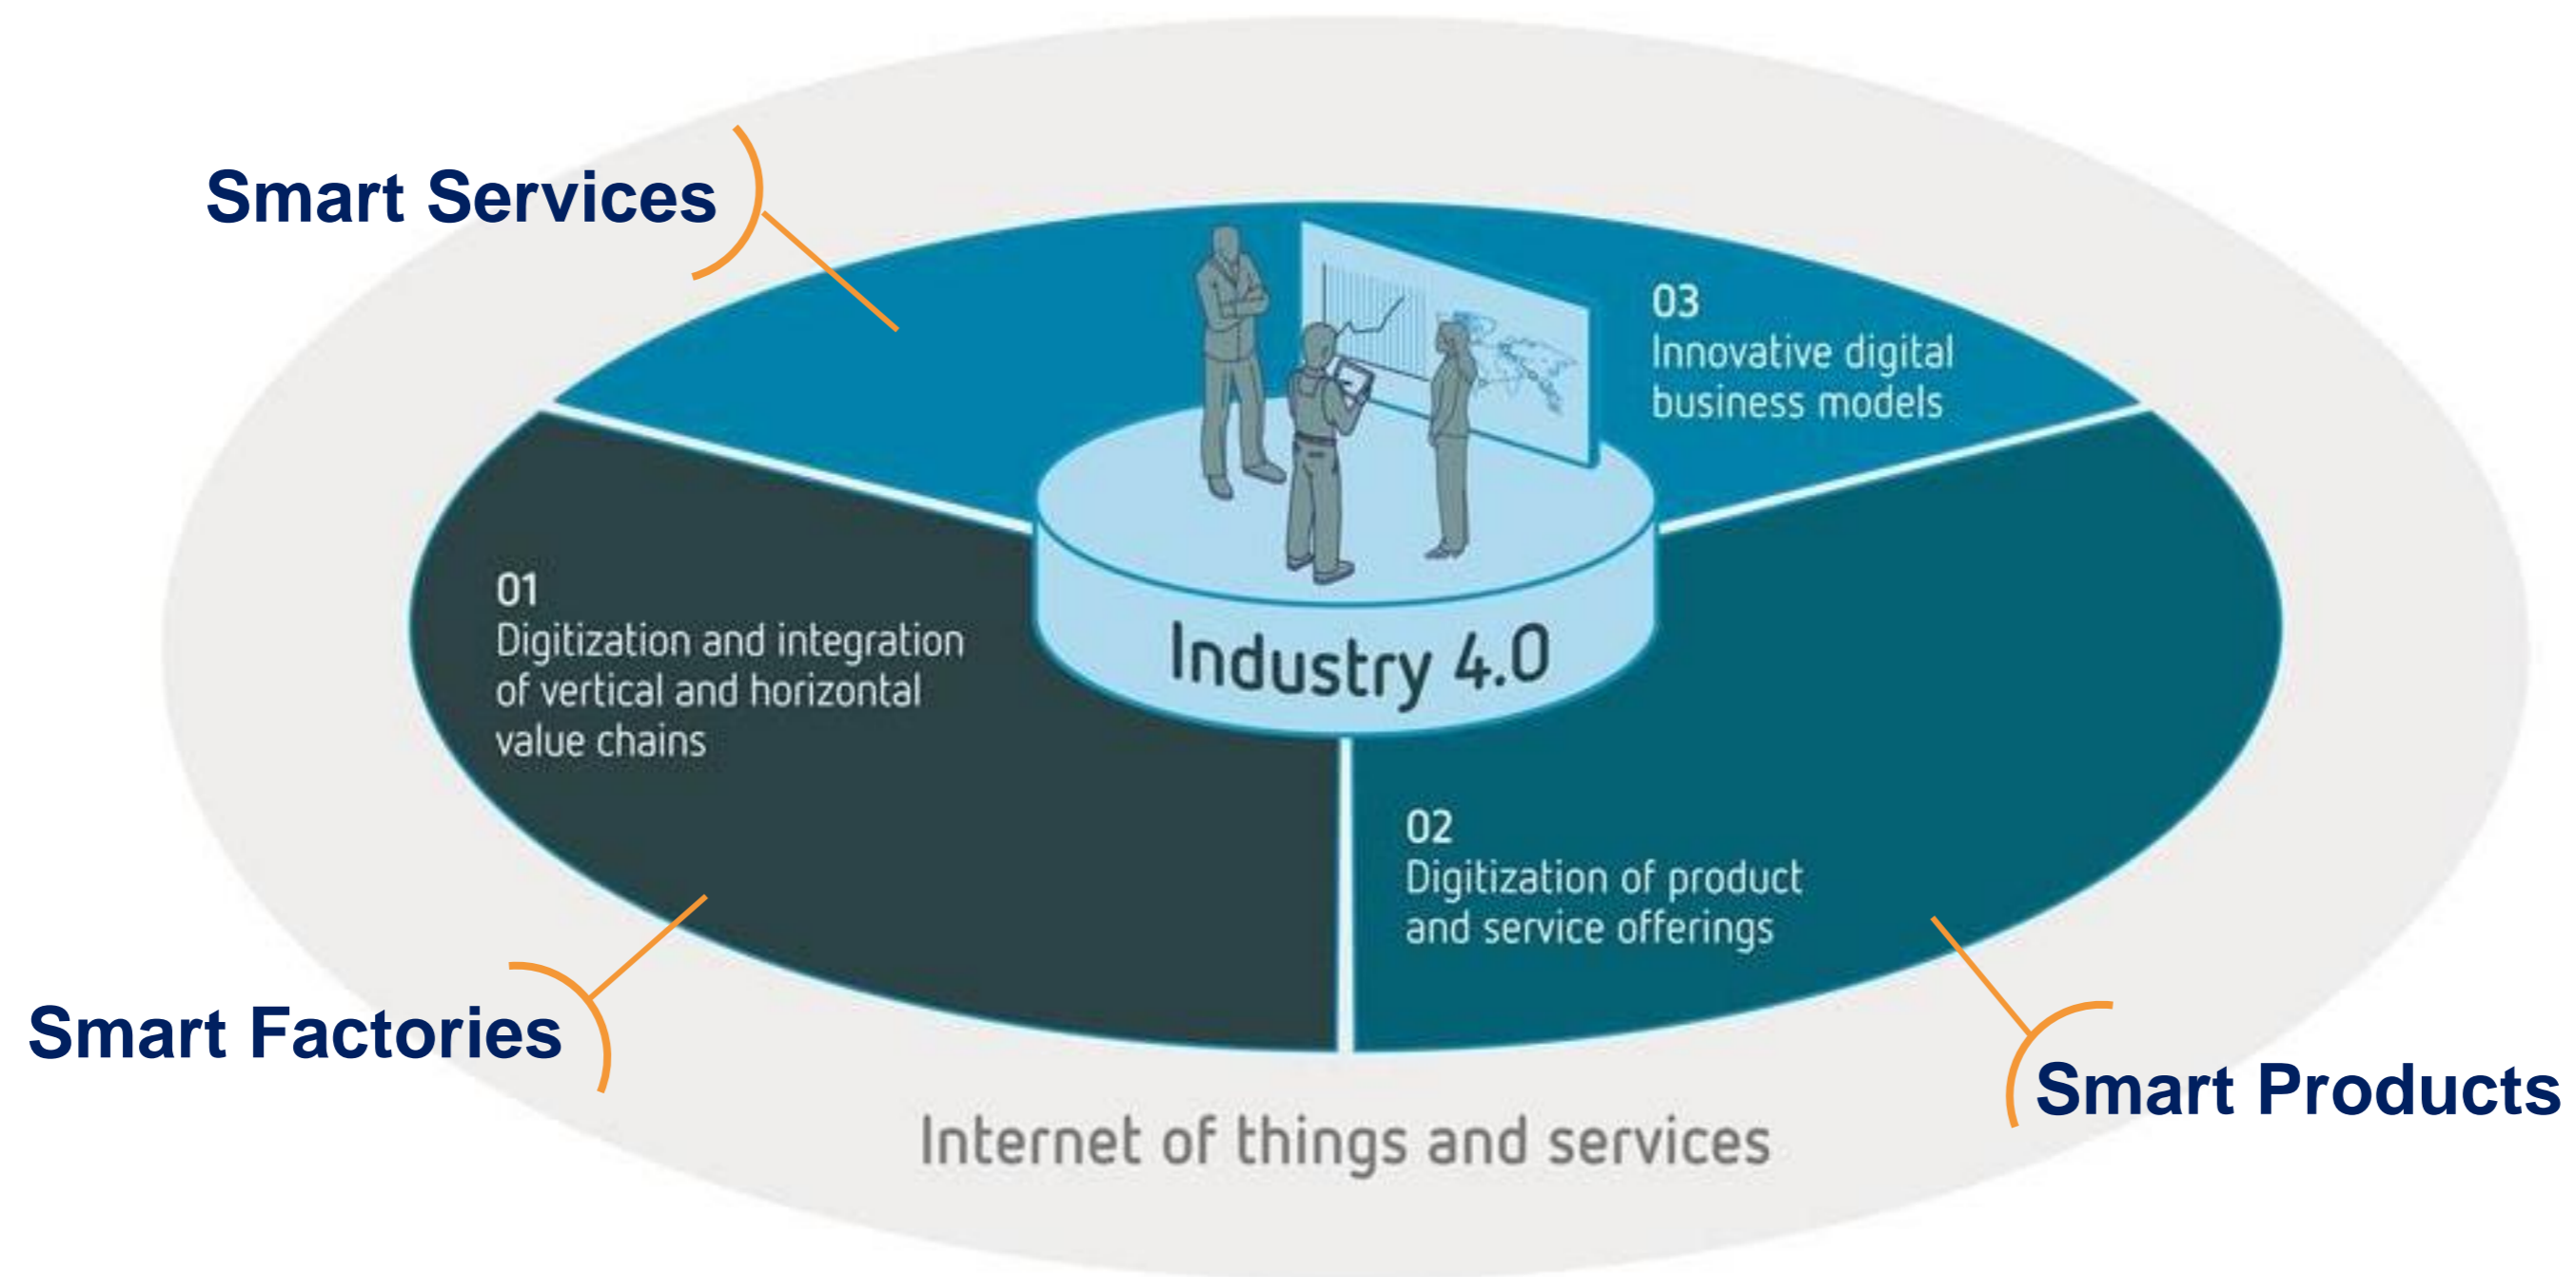 Smart Services
03
Innovative digital
business models
01
Digitization and integration
of vertical and horizontal
value chains
Industry 4.0
02
Digitization of product
and service offerings
Smart Factories
Smart Products
Internet of things and services